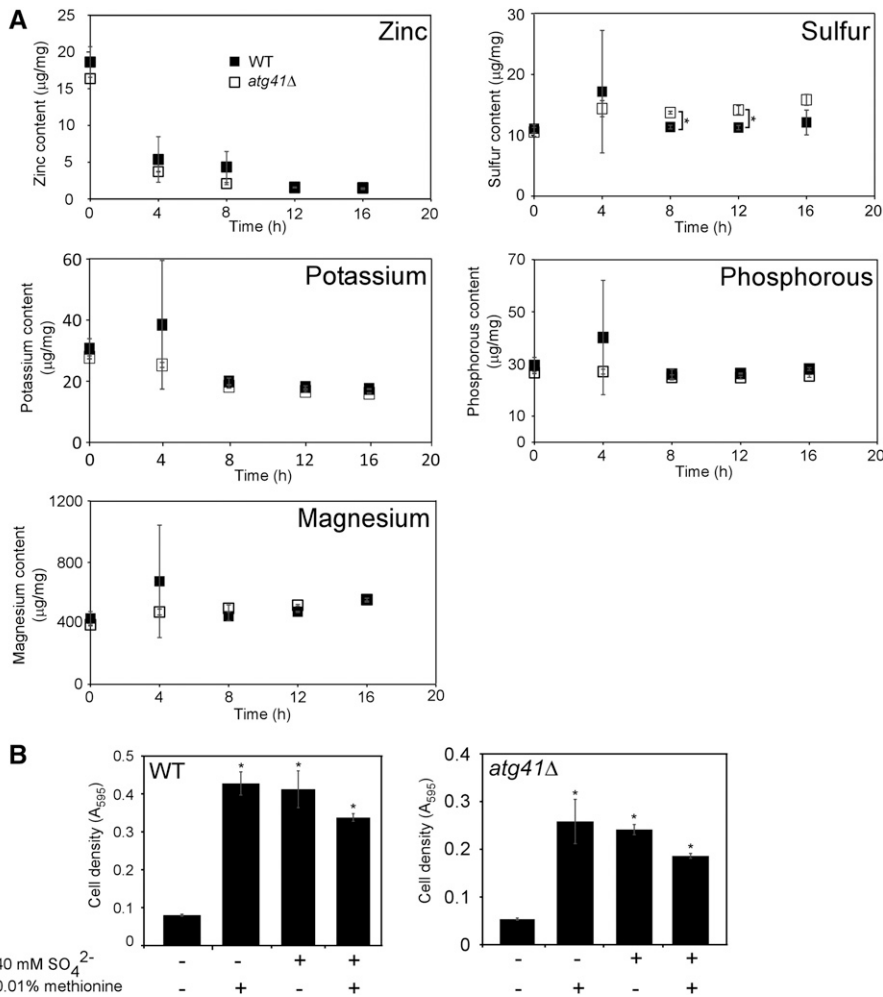 A
Zinc
Zinc content (μg/mg)
25
20
15
10
5
0
WT
atg41Δ
0 4 8 12 16 20
Time (h)
Sulfur
Sulfur content (μg/mg)
30
20
10
0
*
*
0 4 8 12 16 20
Time (h)
Potassium
Potassium content
(μg/mg)
60
40
20
0
0 4 8 12 16 20
Time (h)
Phosphorous
Phosphorous content
(μg/mg)
70
50
30
10
0
0 4 8 12 16 20
Time (h)
Magnesium
Magnesium content
(μg/mg)
1200
800
400
0
0 4 8 12 16 20
Time (h)
B
WT
Cell density (A595)
0.5
0.4
0.3
0.2
0.1
0
* * *
atg41Δ
Cell density (A595)
0.4
0.3
0.2
0.1
0
* * *
40 mM SO4 2- - - + + - - + +
0.01% methionine - + - + - + - +